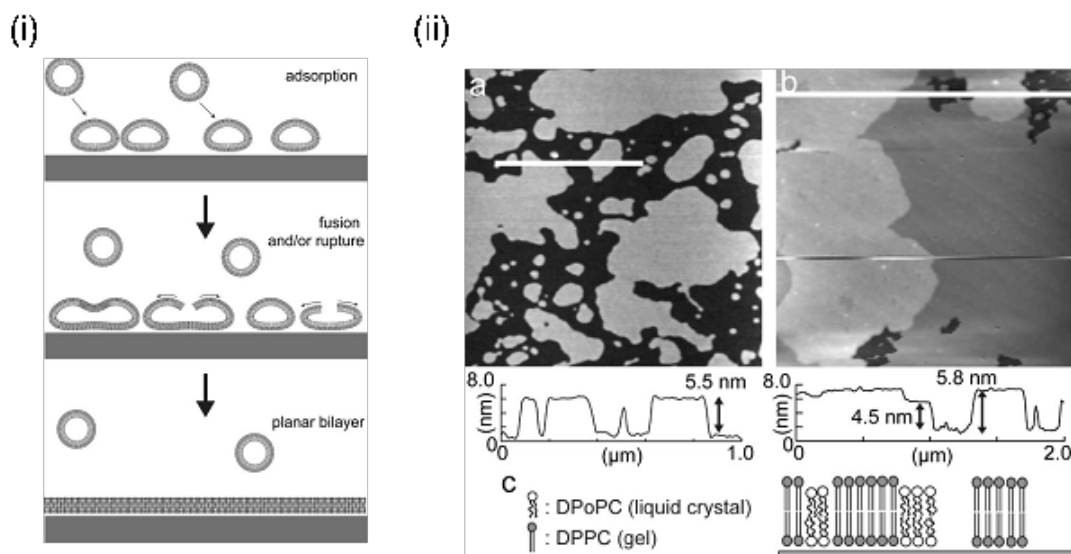 (i)
(ii)
adsorption
fusion
and/or rupture
planar bilayer
a
b
8.0
(nm)
0
(µm)
1.0
5.5 nm
8.0
(nm)
0
(µm)
2.0
4.5 nm
5.8 nm
c
: DPoPC (liquid crystal)
: DPPC (gel)